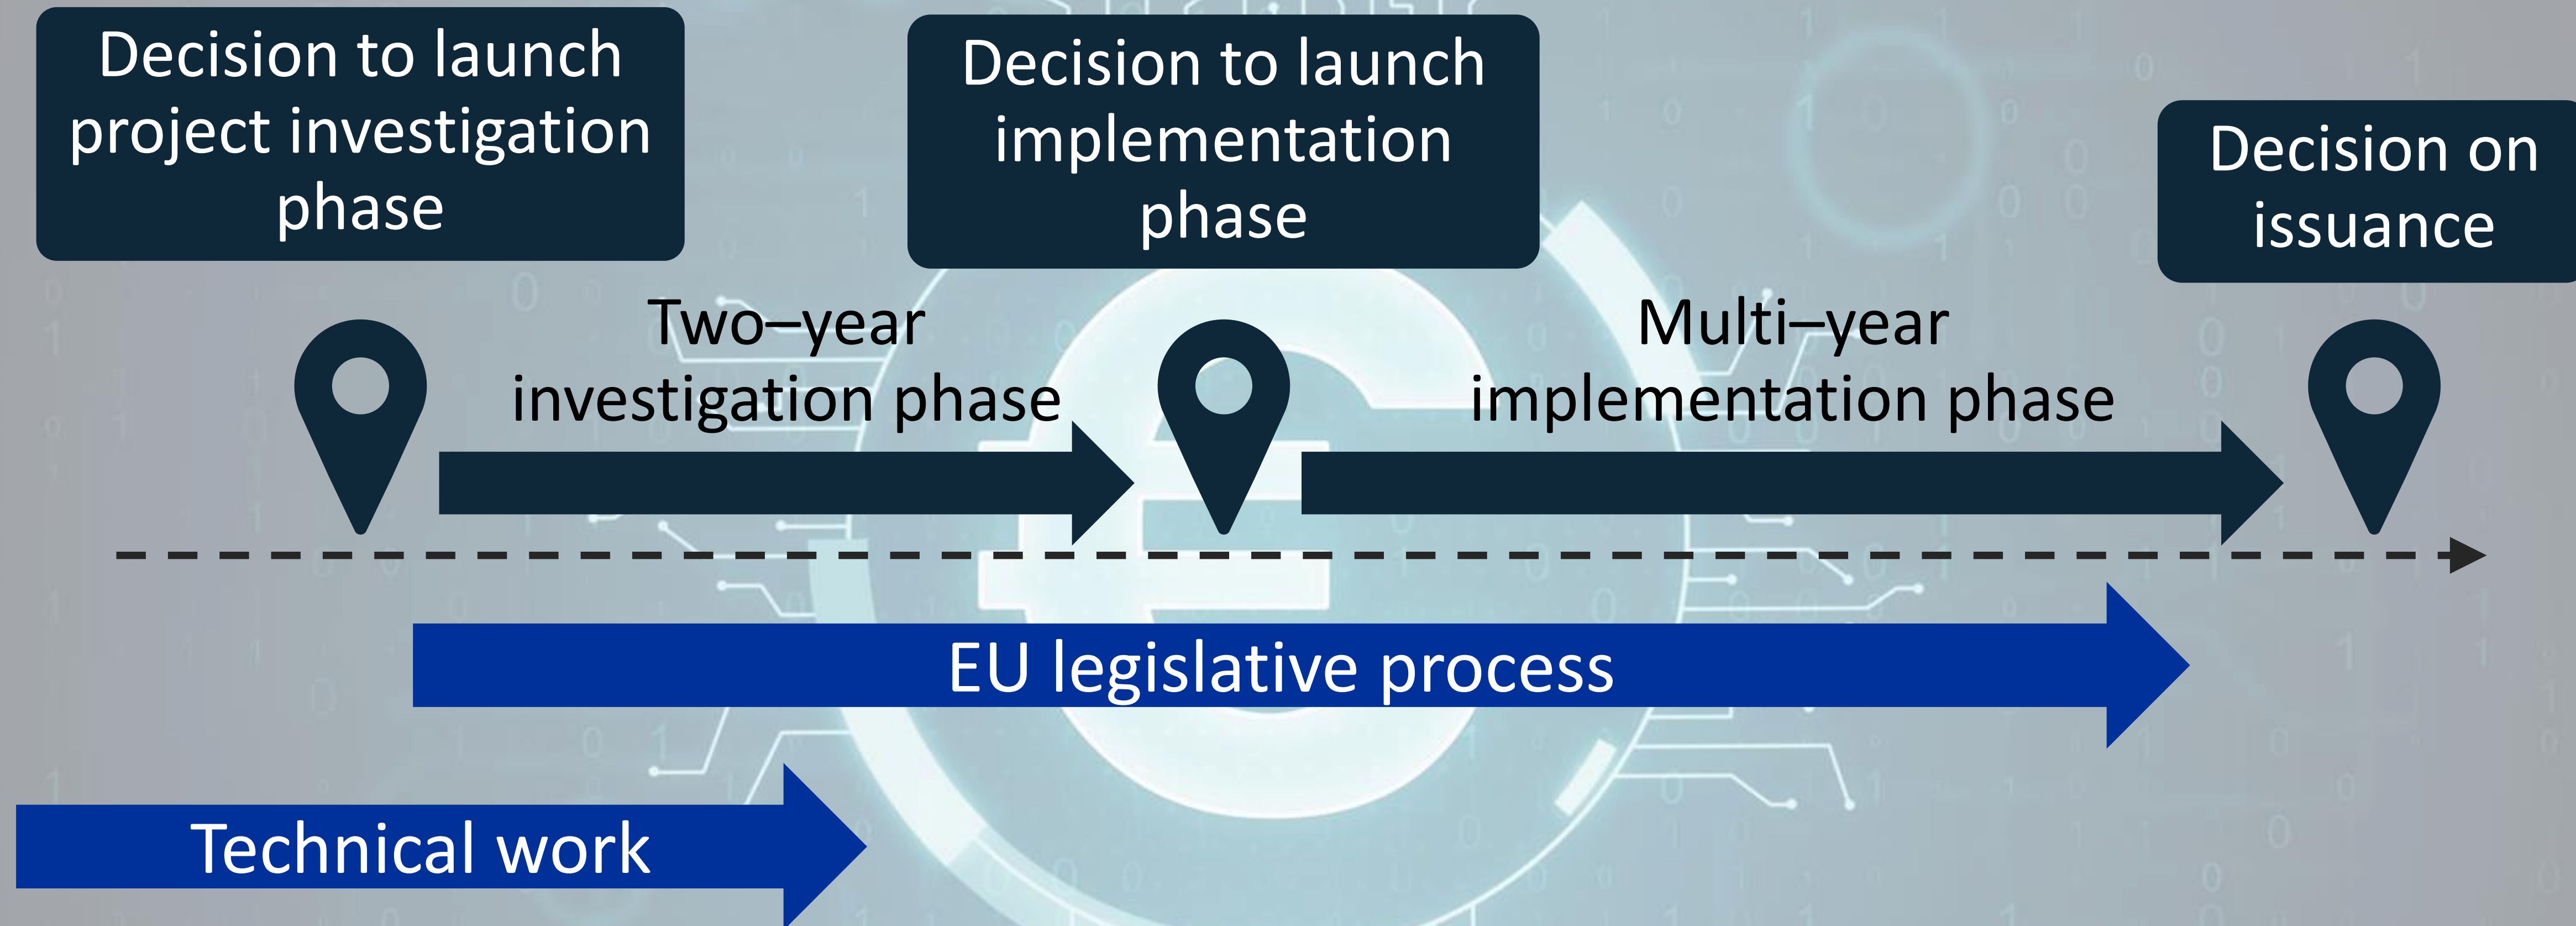 Decision to launch
project investigation
phase
Decision to launch
implementation
phase
Decision on
issuance
Two–year
investigation phase
Multi–year
implementation phase
EU legislative process
Technical work